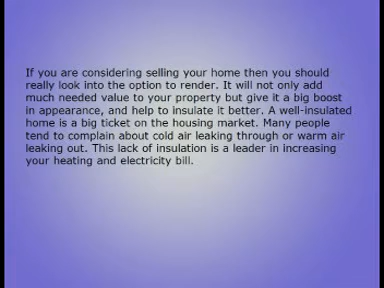 If you are considering selling your home then you should
really look into the option to render. It will not only add
much needed value to your property but give it a big boost
in appearance, and help to insulate it better. A well-insulated
home is a big ticket on the housing market. Many people
tend to complain about cold air leaking through or warm air
leaking out. This lack of insulation is a leader in increasing
your heating and electricity bill.